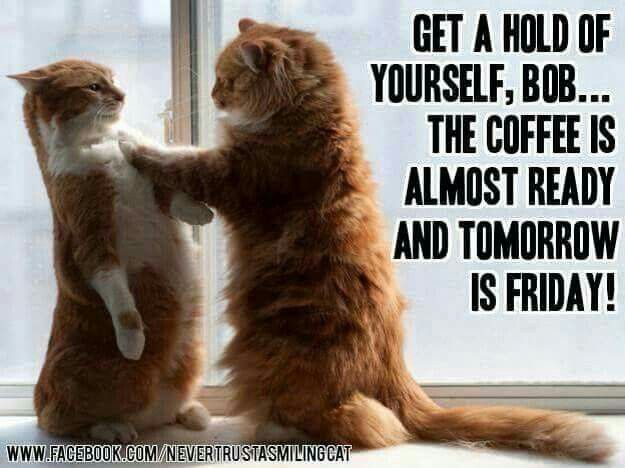 GET A HOLD OF
YOURSELF, BOB...
THE COFFEE IS
ALMOST READY
AND TOMORROW
IS FRIDAY!
WWW.FACEBOOK.COM/NEVERTRUSTASMILINGCAT